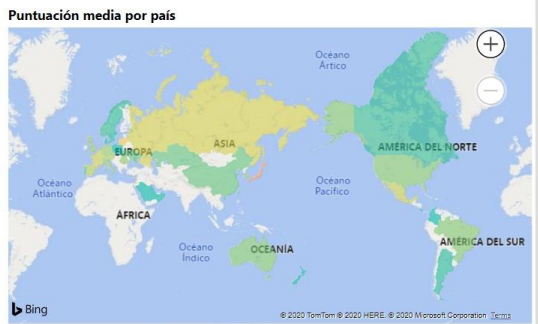 Puntuación media por país
Océano
Ártico
EUROPA
ASIA
AMÉRICA DEL NORTE
Océano
Atlántico
Océano
Pacífico
ÁFRICA
Océano
Índico
OCEANÍA
AMÉRICA DEL SUR
Bing
© 2020 TomTom © 2020 HERE, © 2020 Microsoft Corporation Terms